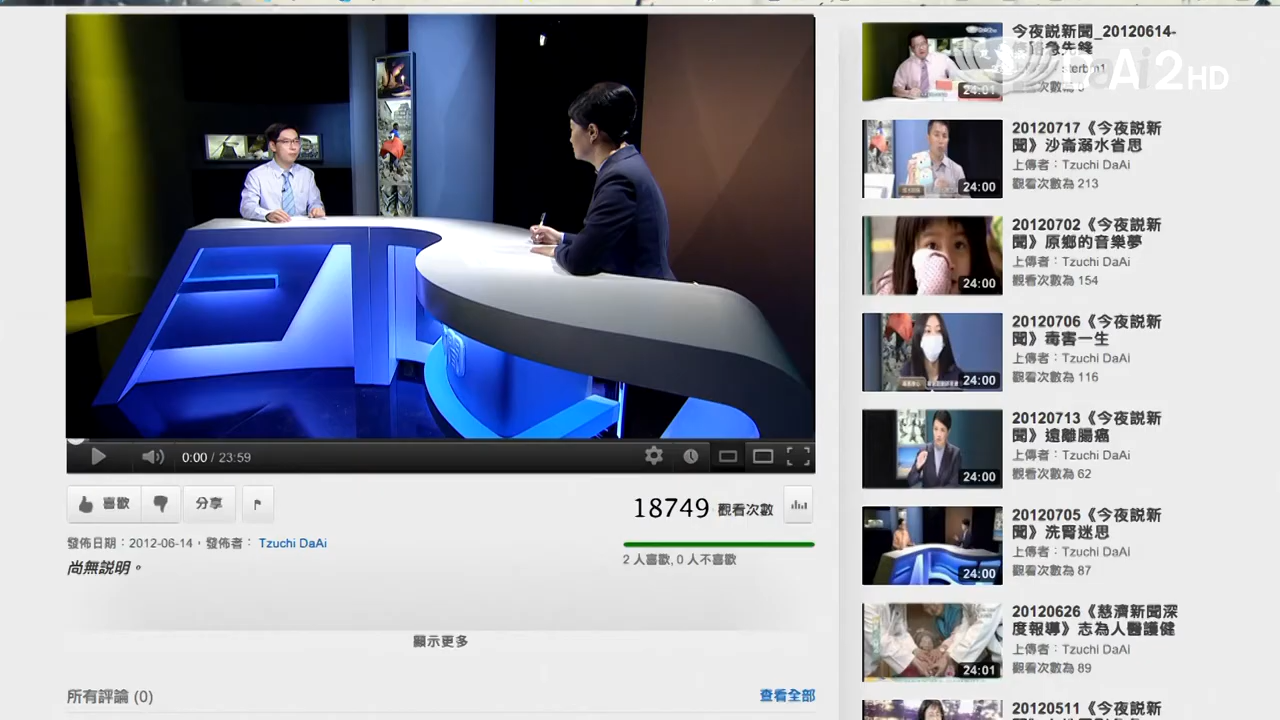 0:00 / 23:59
喜歡
分享
18749 觀看次數
發佈日期：2012-06-14，發佈者： Tzuchi DaAi
2 人喜歡, 0 人不喜歡
尚無說明。
顯示更多
所有評論 (0)
查看全部
DaAi 2 HD
今夜說新聞_20120614-
24:01
20120717《今夜說新
聞》沙崙溺水省思
上傳者：Tzuchi DaAi
觀看次數為 213
24:00
20120702《今夜說新
聞》原鄉的音樂夢
上傳者：Tzuchi DaAi
觀看次數為 154
24:00
20120706《今夜說新
聞》毒害一生
上傳者：Tzuchi DaAi
觀看次數為 116
24:00
20120713《今夜說新
聞》遠離腸癌
上傳者：Tzuchi DaAi
觀看次數為 62
24:00
20120705《今夜說新
聞》洗腎迷思
上傳者：Tzuchi DaAi
觀看次數為 87
24:00
20120626《慈濟新聞深
度報導》志為人醫護健
上傳者：Tzuchi DaAi
觀看次數為 89
24:01
20120511《今夜說新